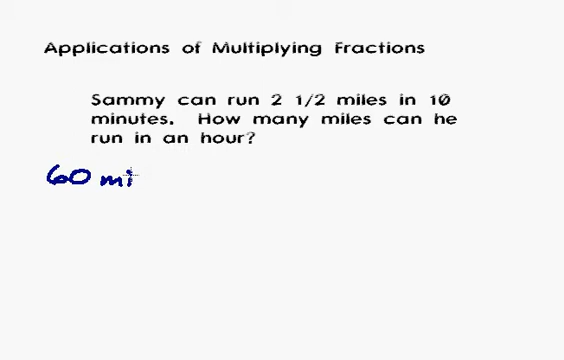 Applications of Multiplying Fractions
Sammy can run 2 1/2 miles in 10
minutes. How many miles can he
run in an hour?
60 mi